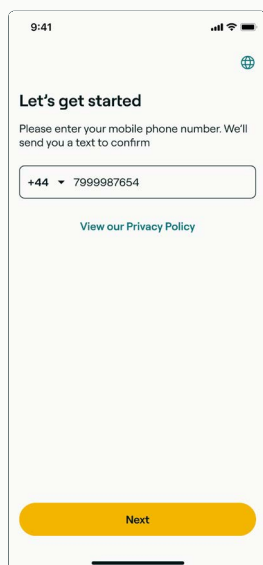 9:41
Let's get started
Please enter your mobile phone number. We'll
send you a text to confirm
+44 7999987654
View our Privacy Policy
Next